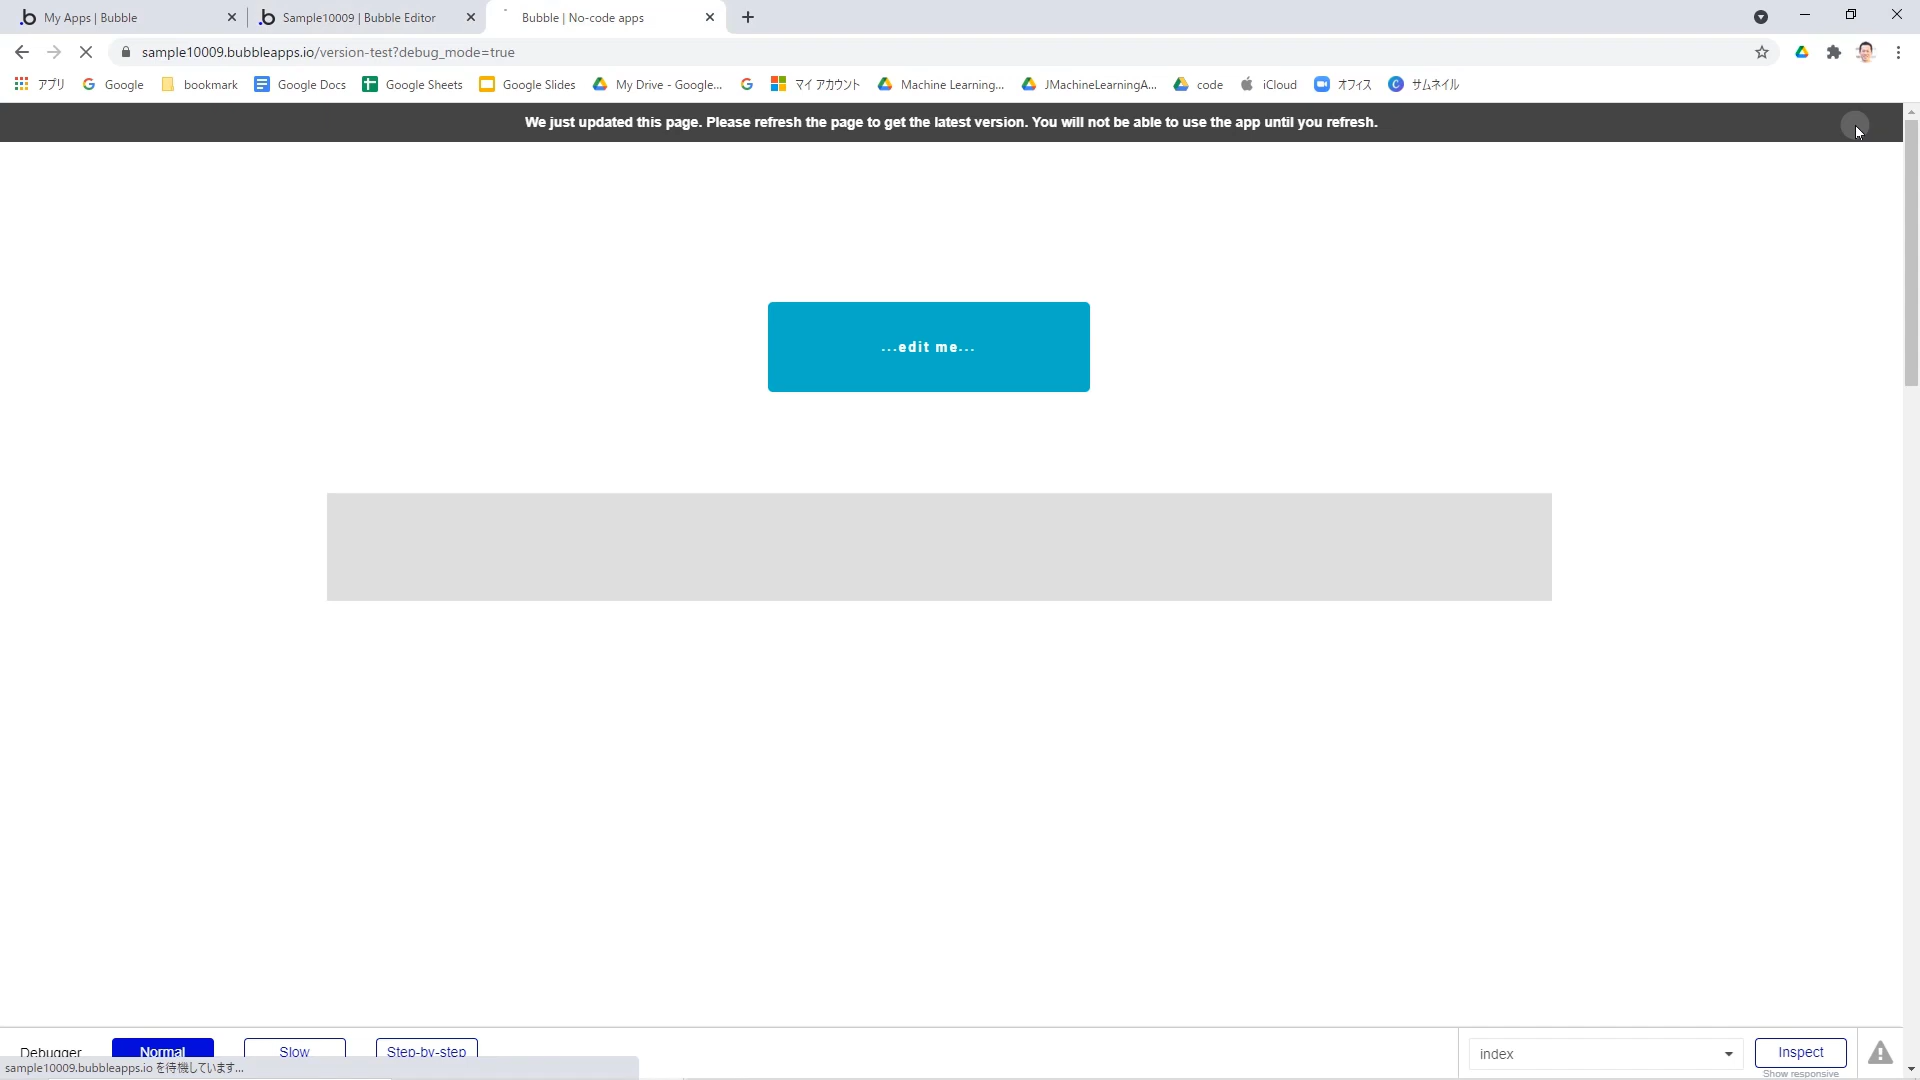 My Apps | Bubble
Sample10009 | Bubble Editor
Bubble | No-code apps
sample10009.bubbleapps.io/version-test?debug_mode=true
アプリ Google bookmark Google Docs Google Sheets Google Slides My Drive - Google... マイ アカウント Machine Learning... JMachineLearningA... code iCloud オフィス サムネイル
We just updated this page. Please refresh the page to get the latest version. You will not be able to use the app until you refresh.
...edit me...
Debugger Normal Slow Step-by-step index Inspect
Show responsive
sample10009.bubbleapps.io を待機しています...